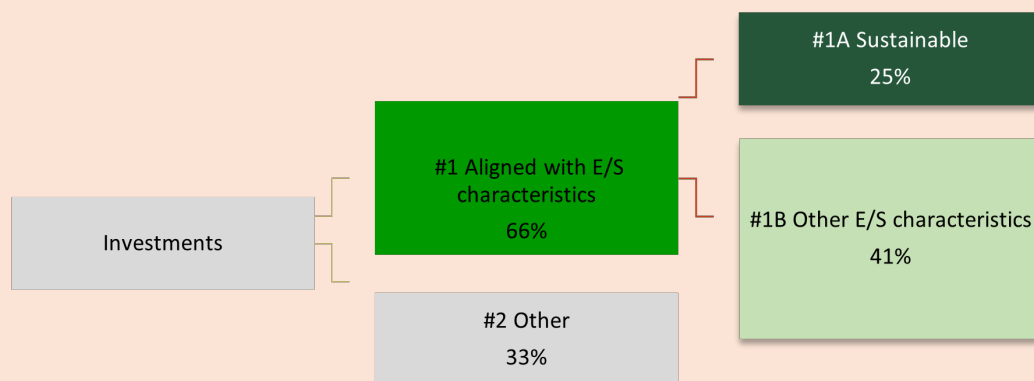 Investments
#1 Aligned with E/S
characteristics
66%
#2 Other
33%
#1A Sustainable
25%
#1B Other E/S characteristics
41%